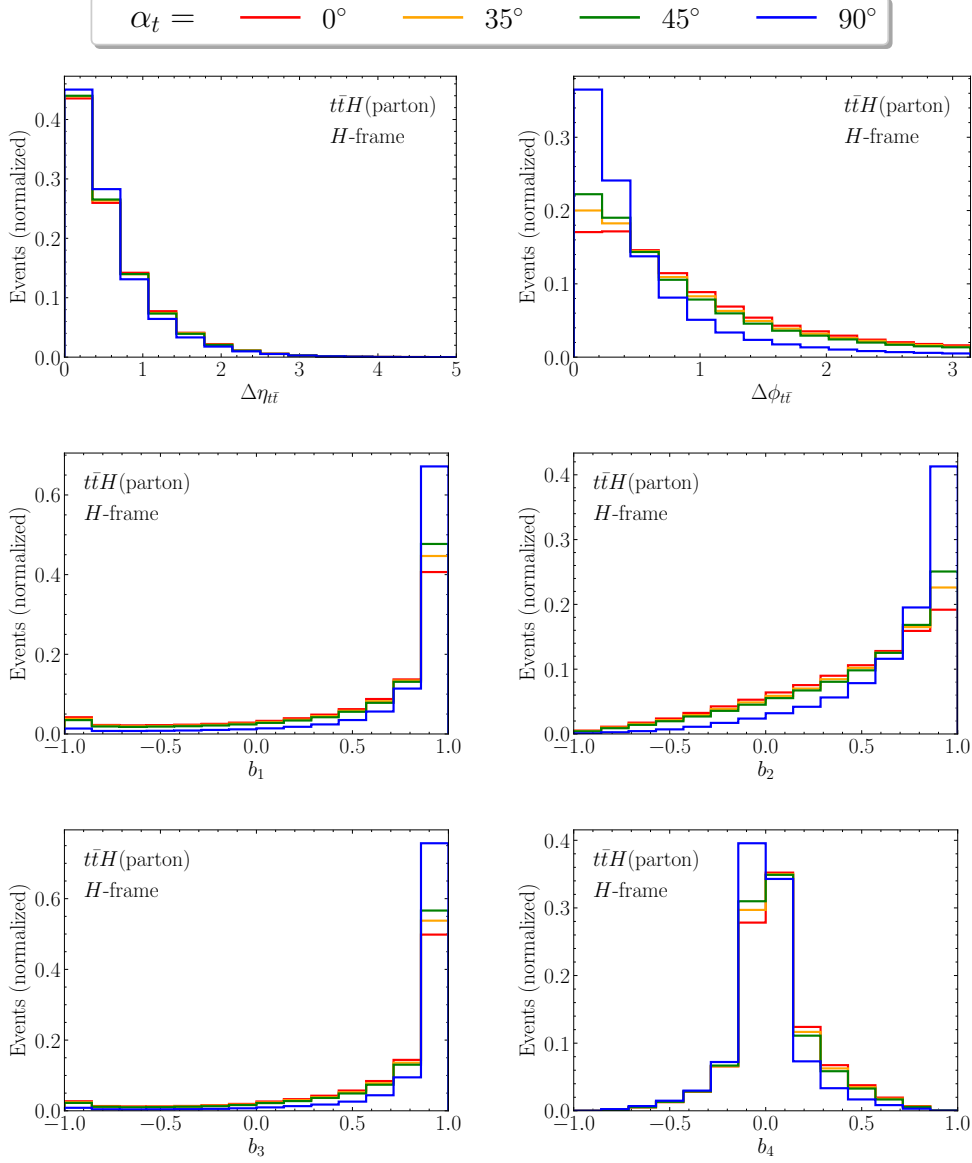 α_t = 0° 35° 45° 90°
Events (normalized)
0.4
0.3
0.2
0.1
0.0
tt̄H(parton)
H-frame
0 1 2 3 4 5
Δη_{tt̄}
Events (normalized)
0.3
0.2
0.1
0.0
tt̄H(parton)
H-frame
0 1 2 3
Δϕ_{tt̄}
Events (normalized)
0.6
0.4
0.2
0.0
tt̄H(parton)
H-frame
−1.0 −0.5 0.0 0.5 1.0
b_1
Events (normalized)
0.4
0.3
0.2
0.1
0.0
tt̄H(parton)
H-frame
−1.0 −0.5 0.0 0.5 1.0
b_2
Events (normalized)
0.6
0.4
0.2
0.0
tt̄H(parton)
H-frame
−1.0 −0.5 0.0 0.5 1.0
b_3
Events (normalized)
0.4
0.3
0.2
0.1
0.0
tt̄H(parton)
H-frame
−1.0 −0.5 0.0 0.5 1.0
b_4